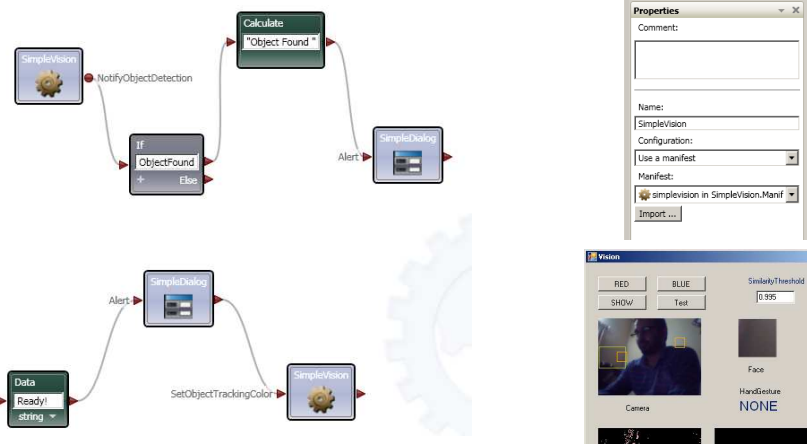 SimpleVision
NotifyObjectDetection
If
ObjectFound
+ Else
Calculate
"Object Found "
SimpleDialog
Alert
SimpleDialog
Alert
Data
Ready!
string
SetObjectTrackingColor
SimpleVision
Properties
Comment:
Name:
SimpleVision
Configuration:
Use a manifest
Manifest:
simplevision in SimpleVision.Manif
Import ...
Vision
RED BLUE
SHOW Test
SimilarityThreshold
0.995
Camera
Face
HandGesture
NONE